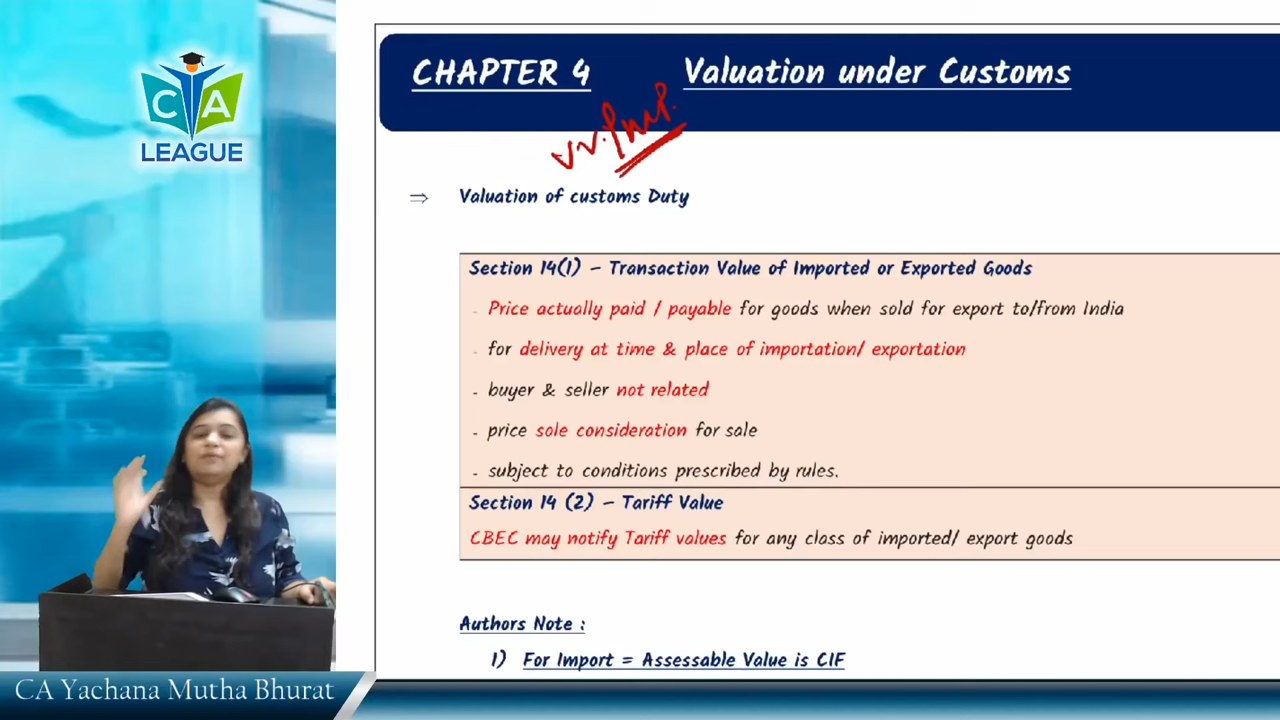 CA
LEAGUE
CHAPTER 4 Valuation under Customs
v.v.Imp.
⇒ Valuation of customs Duty
Section 14(1) – Transaction Value of Imported or Exported Goods
- Price actually paid / payable for goods when sold for export to/from India
- for delivery at time & place of importation/ exportation
- buyer & seller not related
- price sole consideration for sale
- subject to conditions prescribed by rules.
Section 14 (2) – Tariff Value
CBEC may notify Tariff values for any class of imported/ export goods
Authors Note :
1) For Import = Assessable Value is CIF
CA Yachana Mutha Bhurat